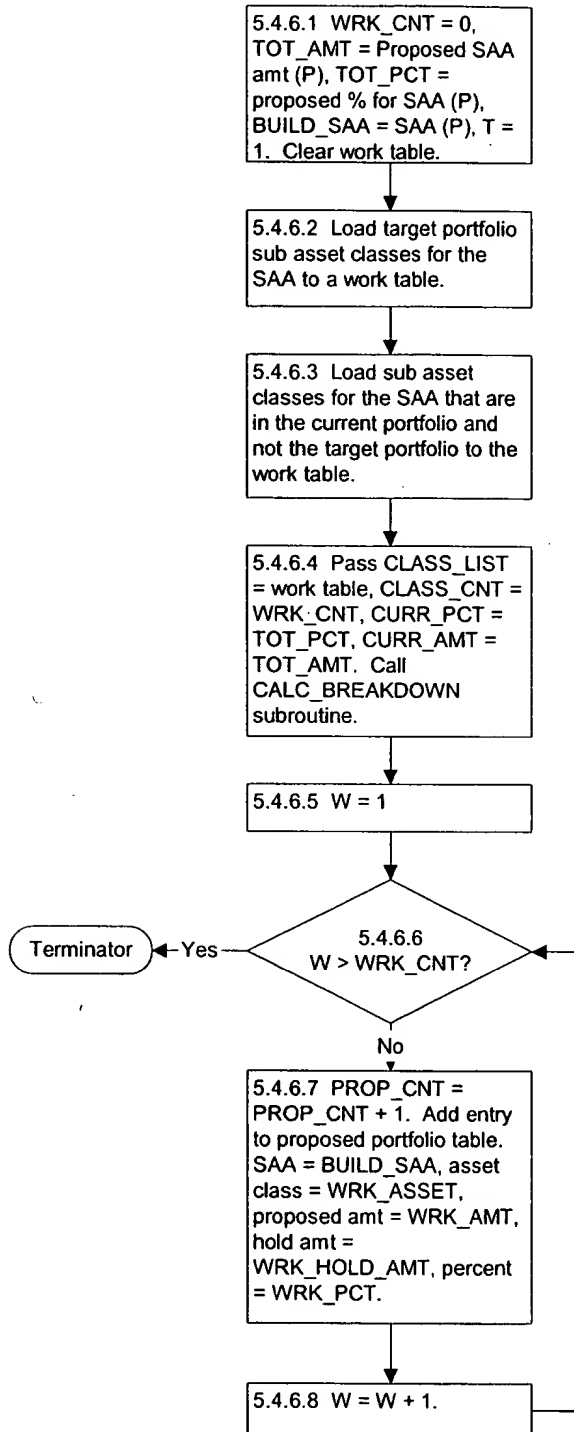 5.4.6.1 WRK_CNT = 0,
TOT_AMT = Proposed SAA
amt (P), TOT_PCT =
proposed % for SAA (P),
BUILD_SAA = SAA (P), T =
1. Clear work table.
5.4.6.2 Load target portfolio
sub asset classes for the
SAA to a work table.
5.4.6.3 Load sub asset
classes for the SAA that are
in the current portfolio and
not the target portfolio to the
work table.
5.4.6.4 Pass CLASS_LIST
= work table, CLASS_CNT =
WRK_CNT, CURR_PCT =
TOT_PCT, CURR_AMT =
TOT_AMT. Call
CALC_BREAKDOWN
subroutine.
5.4.6.5 W = 1
Terminator
Yes
5.4.6.6
W > WRK_CNT?
No
5.4.6.7 PROP_CNT =
PROP_CNT + 1. Add entry
to proposed portfolio table.
SAA = BUILD_SAA, asset
class = WRK_ASSET,
proposed amt = WRK_AMT,
hold amt =
WRK_HOLD_AMT, percent
= WRK_PCT.
5.4.6.8 W = W + 1.